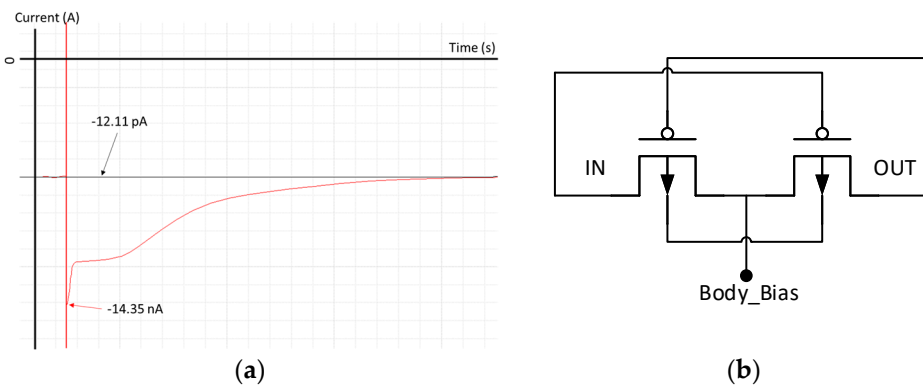 Current (A)
Time (s)
0
-12.11 pA
-14.35 nA
(a)
IN
OUT
Body_Bias
(b)